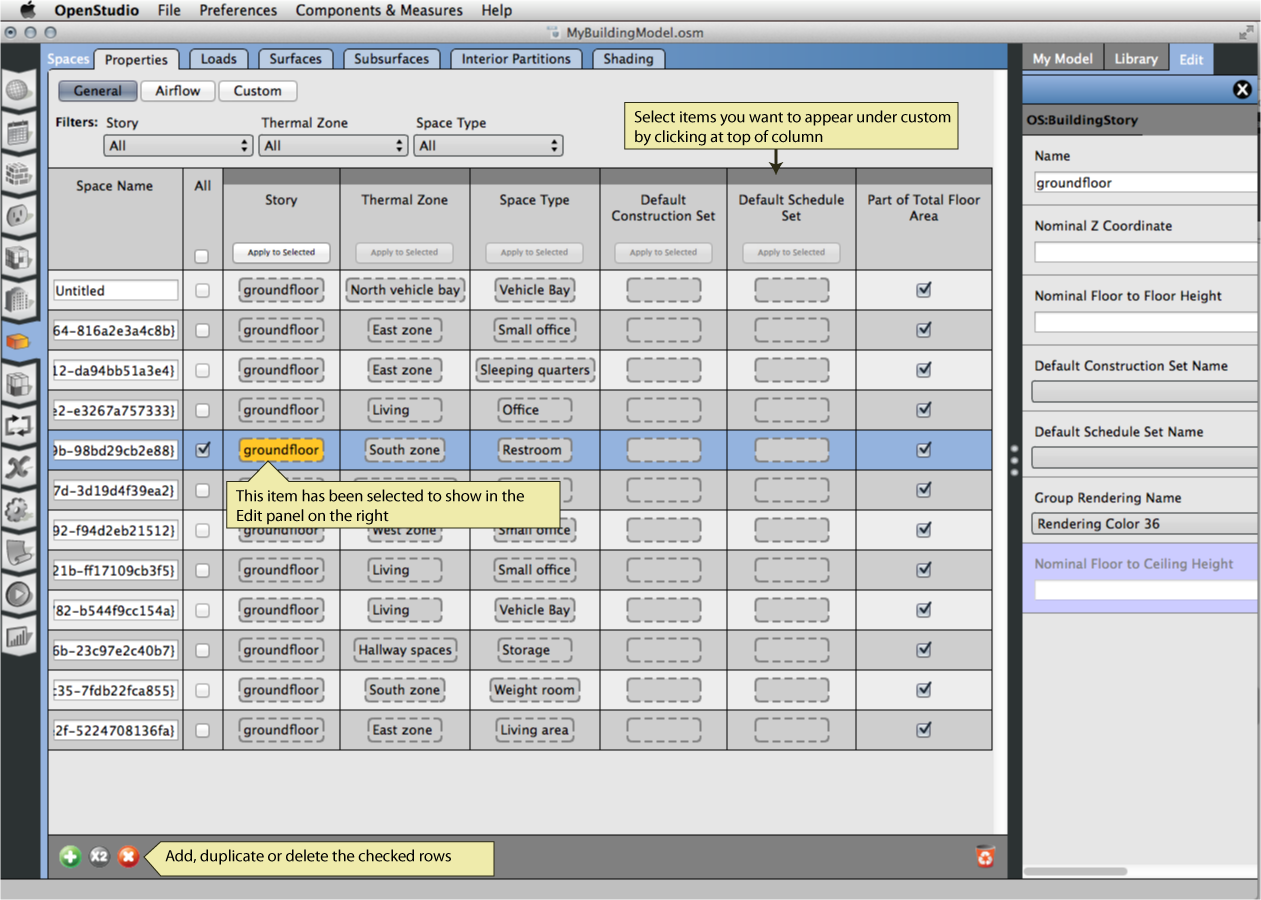 OpenStudio File Preferences Components & Measures Help
MyBuildingModel.osm
Spaces Properties Loads Surfaces Subsurfaces Interior Partitions Shading
My Model Library Edit
General Airflow Custom
Filters: Story Thermal Zone Space Type
All All All
Select items you want to appear under custom
by clicking at top of column
Space Name All Story Thermal Zone Space Type Default Construction Set Default Schedule Set Part of Total Floor Area
Apply to Selected Apply to Selected Apply to Selected Apply to Selected Apply to Selected
Untitled groundfloor North vehicle bay Vehicle Bay
64-816a2e3a4c8b} groundfloor East zone Small office
12-da94bb51a3e4} groundfloor East zone Sleeping quarters
e2-e3267a757333} groundfloor Living Office
9b-98bd29cb2e88} groundfloor South zone Restroom
7d-3d19d4f39ea2}
This item has been selected to show in the
Edit panel on the right
92-f94d2eb21512} groundfloor West zone Small office
21b-ff17109cb3f5} groundfloor Living Small office
782-b544f9cc154a} groundfloor Living Vehicle Bay
6b-23c97e2c40b7} groundfloor Hallway spaces Storage
c35-7fdb22fca855} groundfloor South zone Weight room
2f-5224708136fa} groundfloor East zone Living area
X2
Add, duplicate or delete the checked rows
OS:BuildingStory
Name
groundfloor
Nominal Z Coordinate
Nominal Floor to Floor Height
Default Construction Set Name
Default Schedule Set Name
Group Rendering Name
Rendering Color 36
Nominal Floor to Ceiling Height